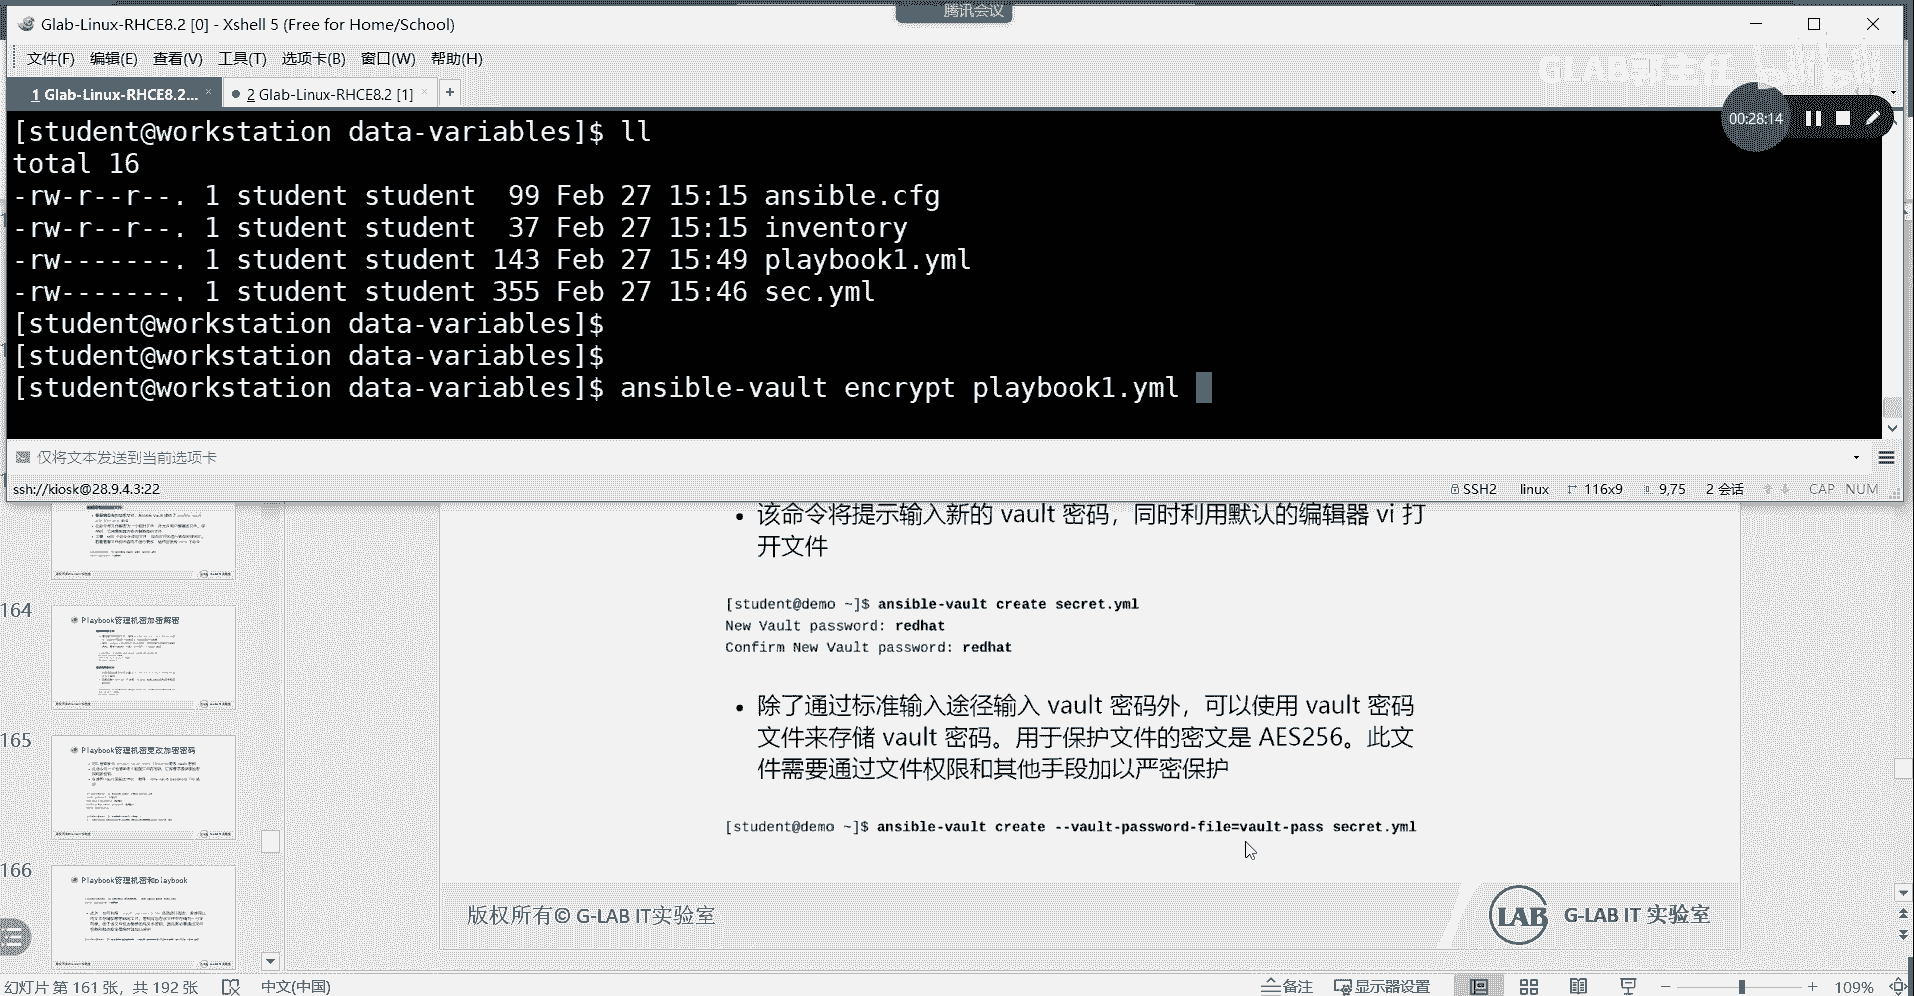 腾讯会议
Glab-Linux-RHCE8.2 [0] - Xshell 5 (Free for Home/School)
文件(F) 编辑(E) 查看(V) 工具(T) 选项卡(B) 窗口(W) 帮助(H)
GLAB郭主任
1 Glab-Linux-RHCE8.2... × 2 Glab-Linux-RHCE8.2 [1] × +
00:28:14
[student@workstation data-variables]$ ll
total 16
-rw-r--r--. 1 student student  99 Feb 27 15:15 ansible.cfg
-rw-r--r--. 1 student student  37 Feb 27 15:15 inventory
-rw-------. 1 student student 143 Feb 27 15:49 playbook1.yml
-rw-------. 1 student student 355 Feb 27 15:46 sec.yml
[student@workstation data-variables]$
[student@workstation data-variables]$
[student@workstation data-variables]$ ansible-vault encrypt playbook1.yml
仅将文本发送到当前选项卡
ssh://kiosk@28.9.4.3:22 SSH2 linux 116x9 9,75 2 会话 CAP NUM
• 该命令将提示输入新的 vault 密码，同时利用默认的编辑器 vi 打
开文件
[student@demo ~]$ ansible-vault create secret.yml
New Vault password: redhat
Confirm New Vault password: redhat
• 除了通过标准输入途径输入 vault 密码外，可以使用 vault 密码
文件来存储 vault 密码。用于保护文件的密文是 AES256。此文
件需要通过文件权限和其他手段加以严密保护
[student@demo ~]$ ansible-vault create --vault-password-file=vault-pass secret.yml
版权所有© G-LAB IT实验室
LAB G-LAB IT 实验室
164
Playbook管理机密加密解密
165
Playbook管理机密更改加密密码
166
Playbook管理机密和playbook
幻灯片 第 161 张，共 192 张 中文(中国) 备注 显示器设置 109%